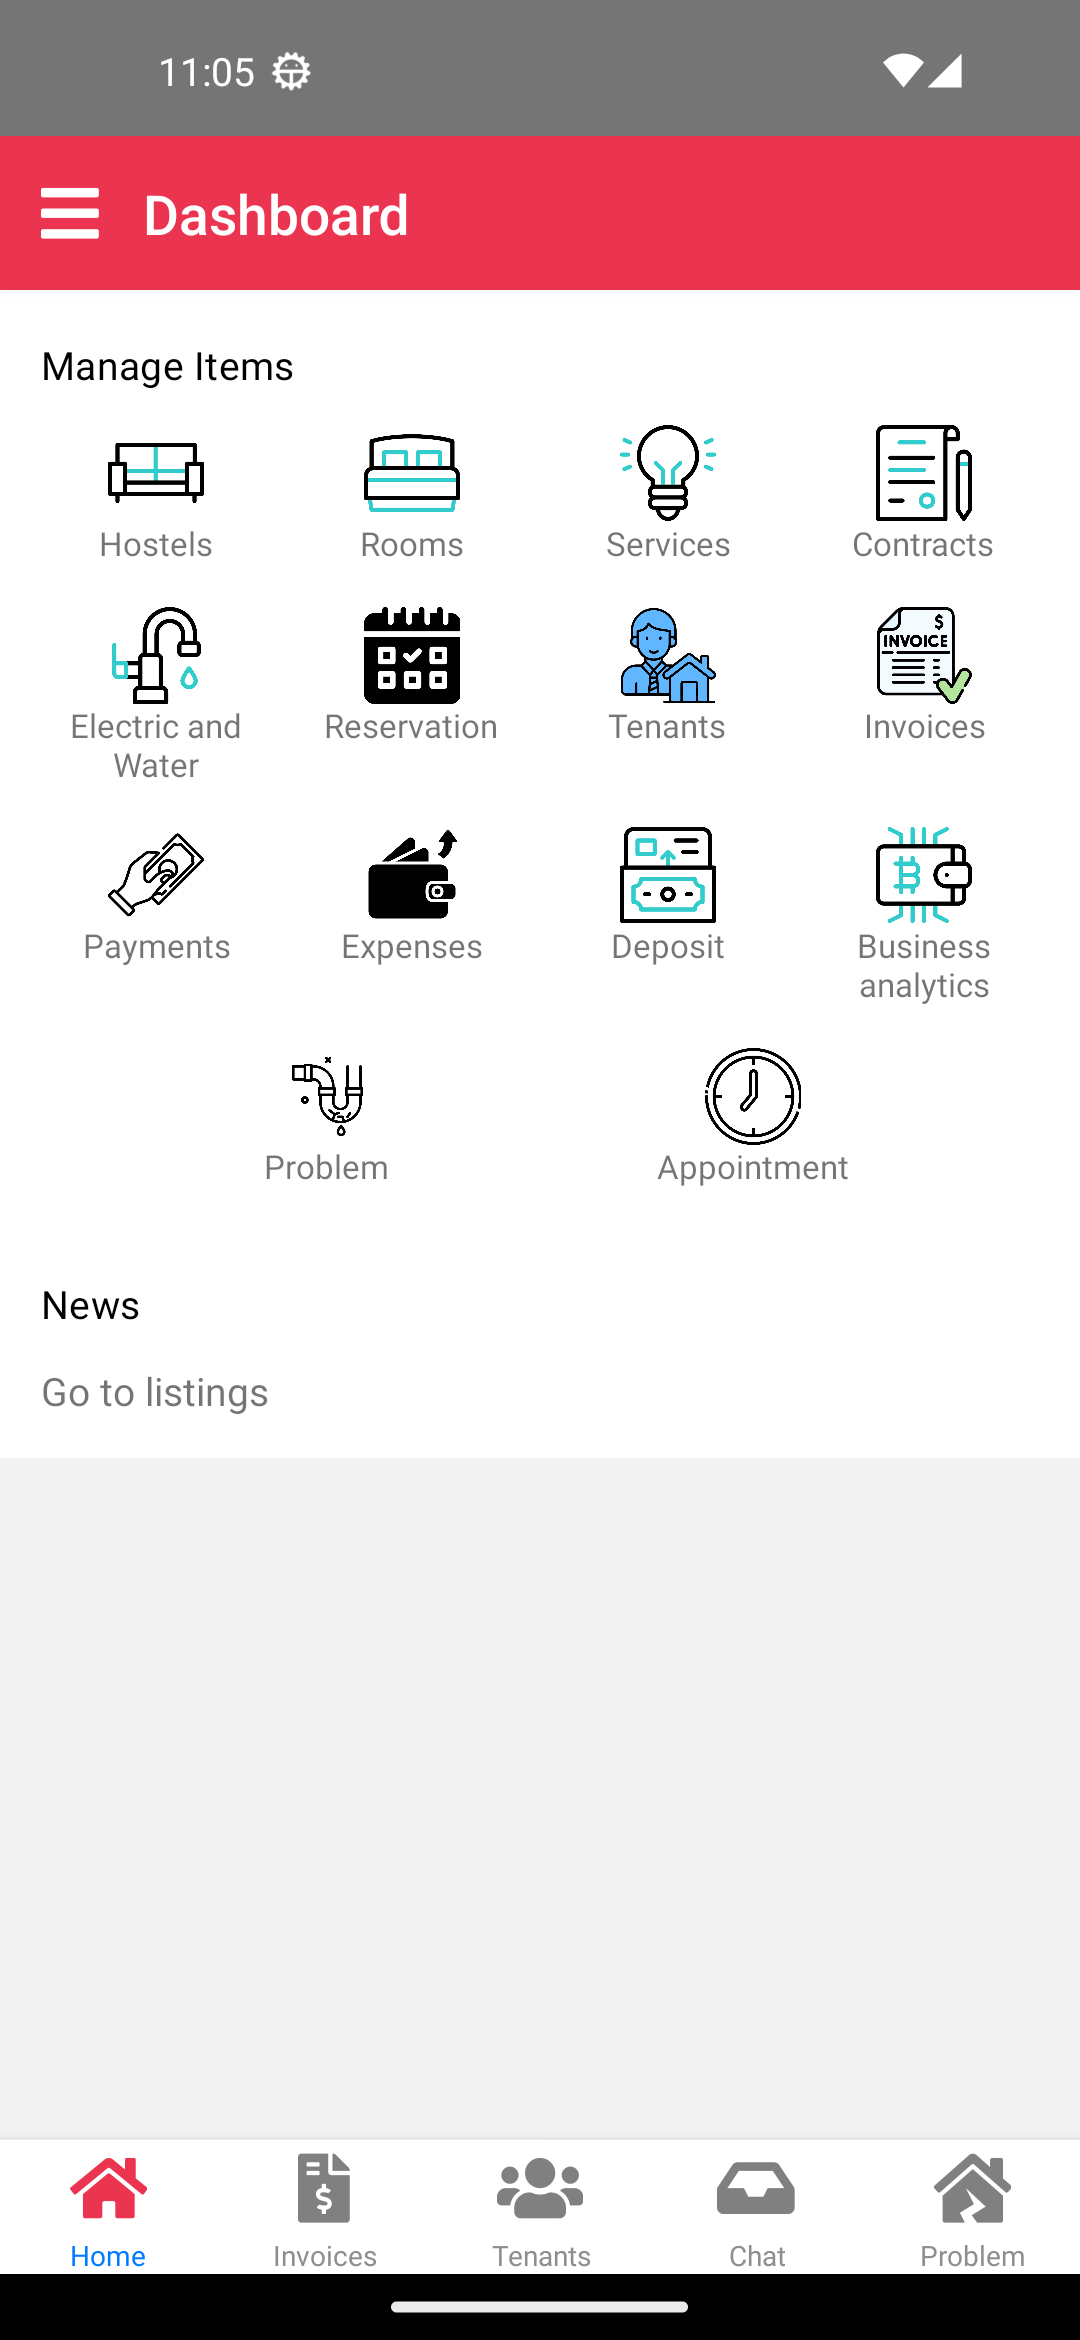 11:05
Dashboard
Manage Items
Hostels
Rooms
Services
Contracts
Electric and
Water
Reservation
Tenants
$
INVOICE
Invoices
Payments
Expenses
Deposit
Business
analytics
Problem
Appointment
News
Go to listings
Home
Invoices
Tenants
Chat
Problem